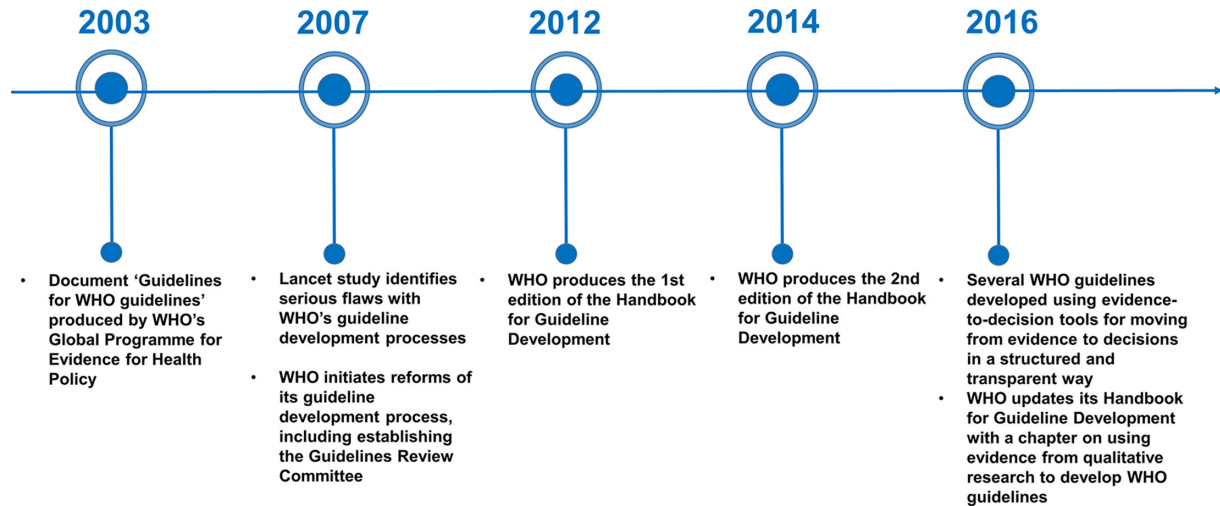 2003
2007
2012
2014
2016
• Document ‘Guidelines
for WHO guidelines’
produced by WHO’s
Global Programme for
Evidence for Health
Policy
• Lancet study identifies
serious flaws with
WHO’s guideline
development processes
• WHO initiates reforms of
its guideline
development process,
including establishing
the Guidelines Review
Committee
• WHO produces the 1st
edition of the Handbook
for Guideline
Development
• WHO produces the 2nd
edition of the Handbook
for Guideline
Development
• Several WHO guidelines
developed using evidence-
to-decision tools for moving
from evidence to decisions
in a structured and
transparent way
• WHO updates its Handbook
for Guideline Development
with a chapter on using
evidence from qualitative
research to develop WHO
guidelines